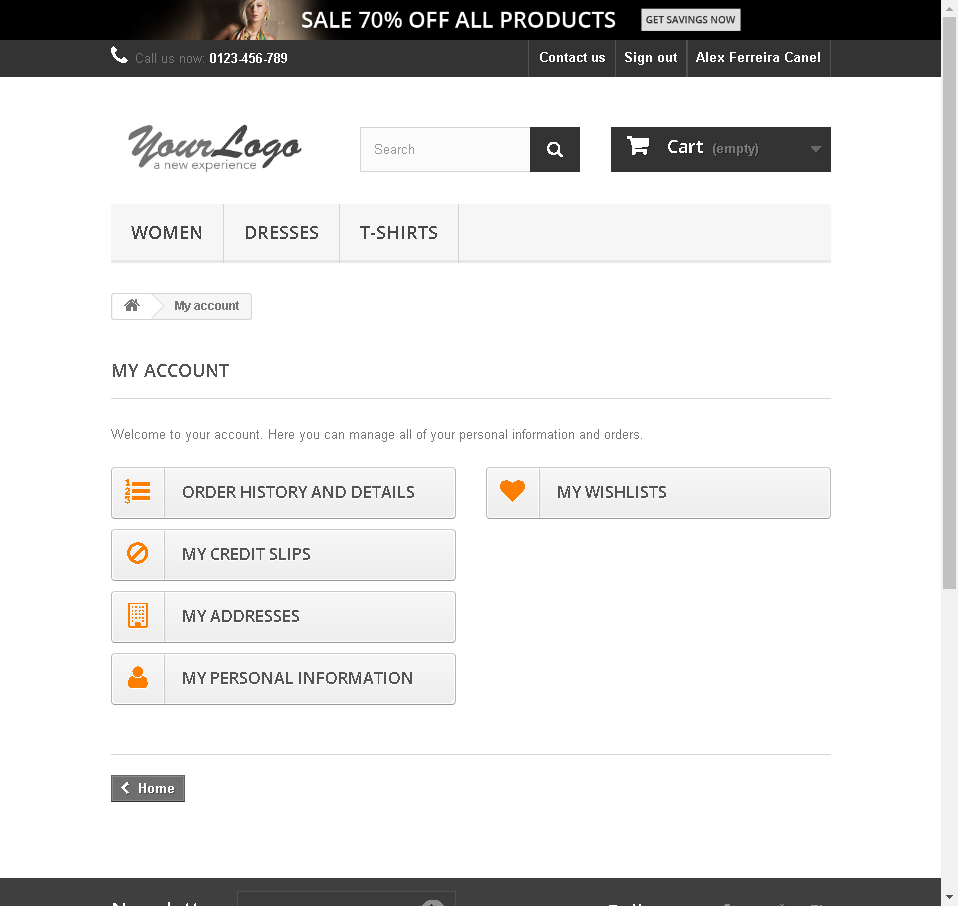 SALE 70% OFF ALL PRODUCTS GET SAVINGS NOW
Call us now: 0123-456-789 Contact us Sign out Alex Ferreira Canel
YourLogo
a new experience
Search
Cart (empty)
WOMEN DRESSES T-SHIRTS
My account
MY ACCOUNT
Welcome to your account. Here you can manage all of your personal information and orders.
ORDER HISTORY AND DETAILS MY WISHLISTS
MY CREDIT SLIPS
MY ADDRESSES
MY PERSONAL INFORMATION
Home